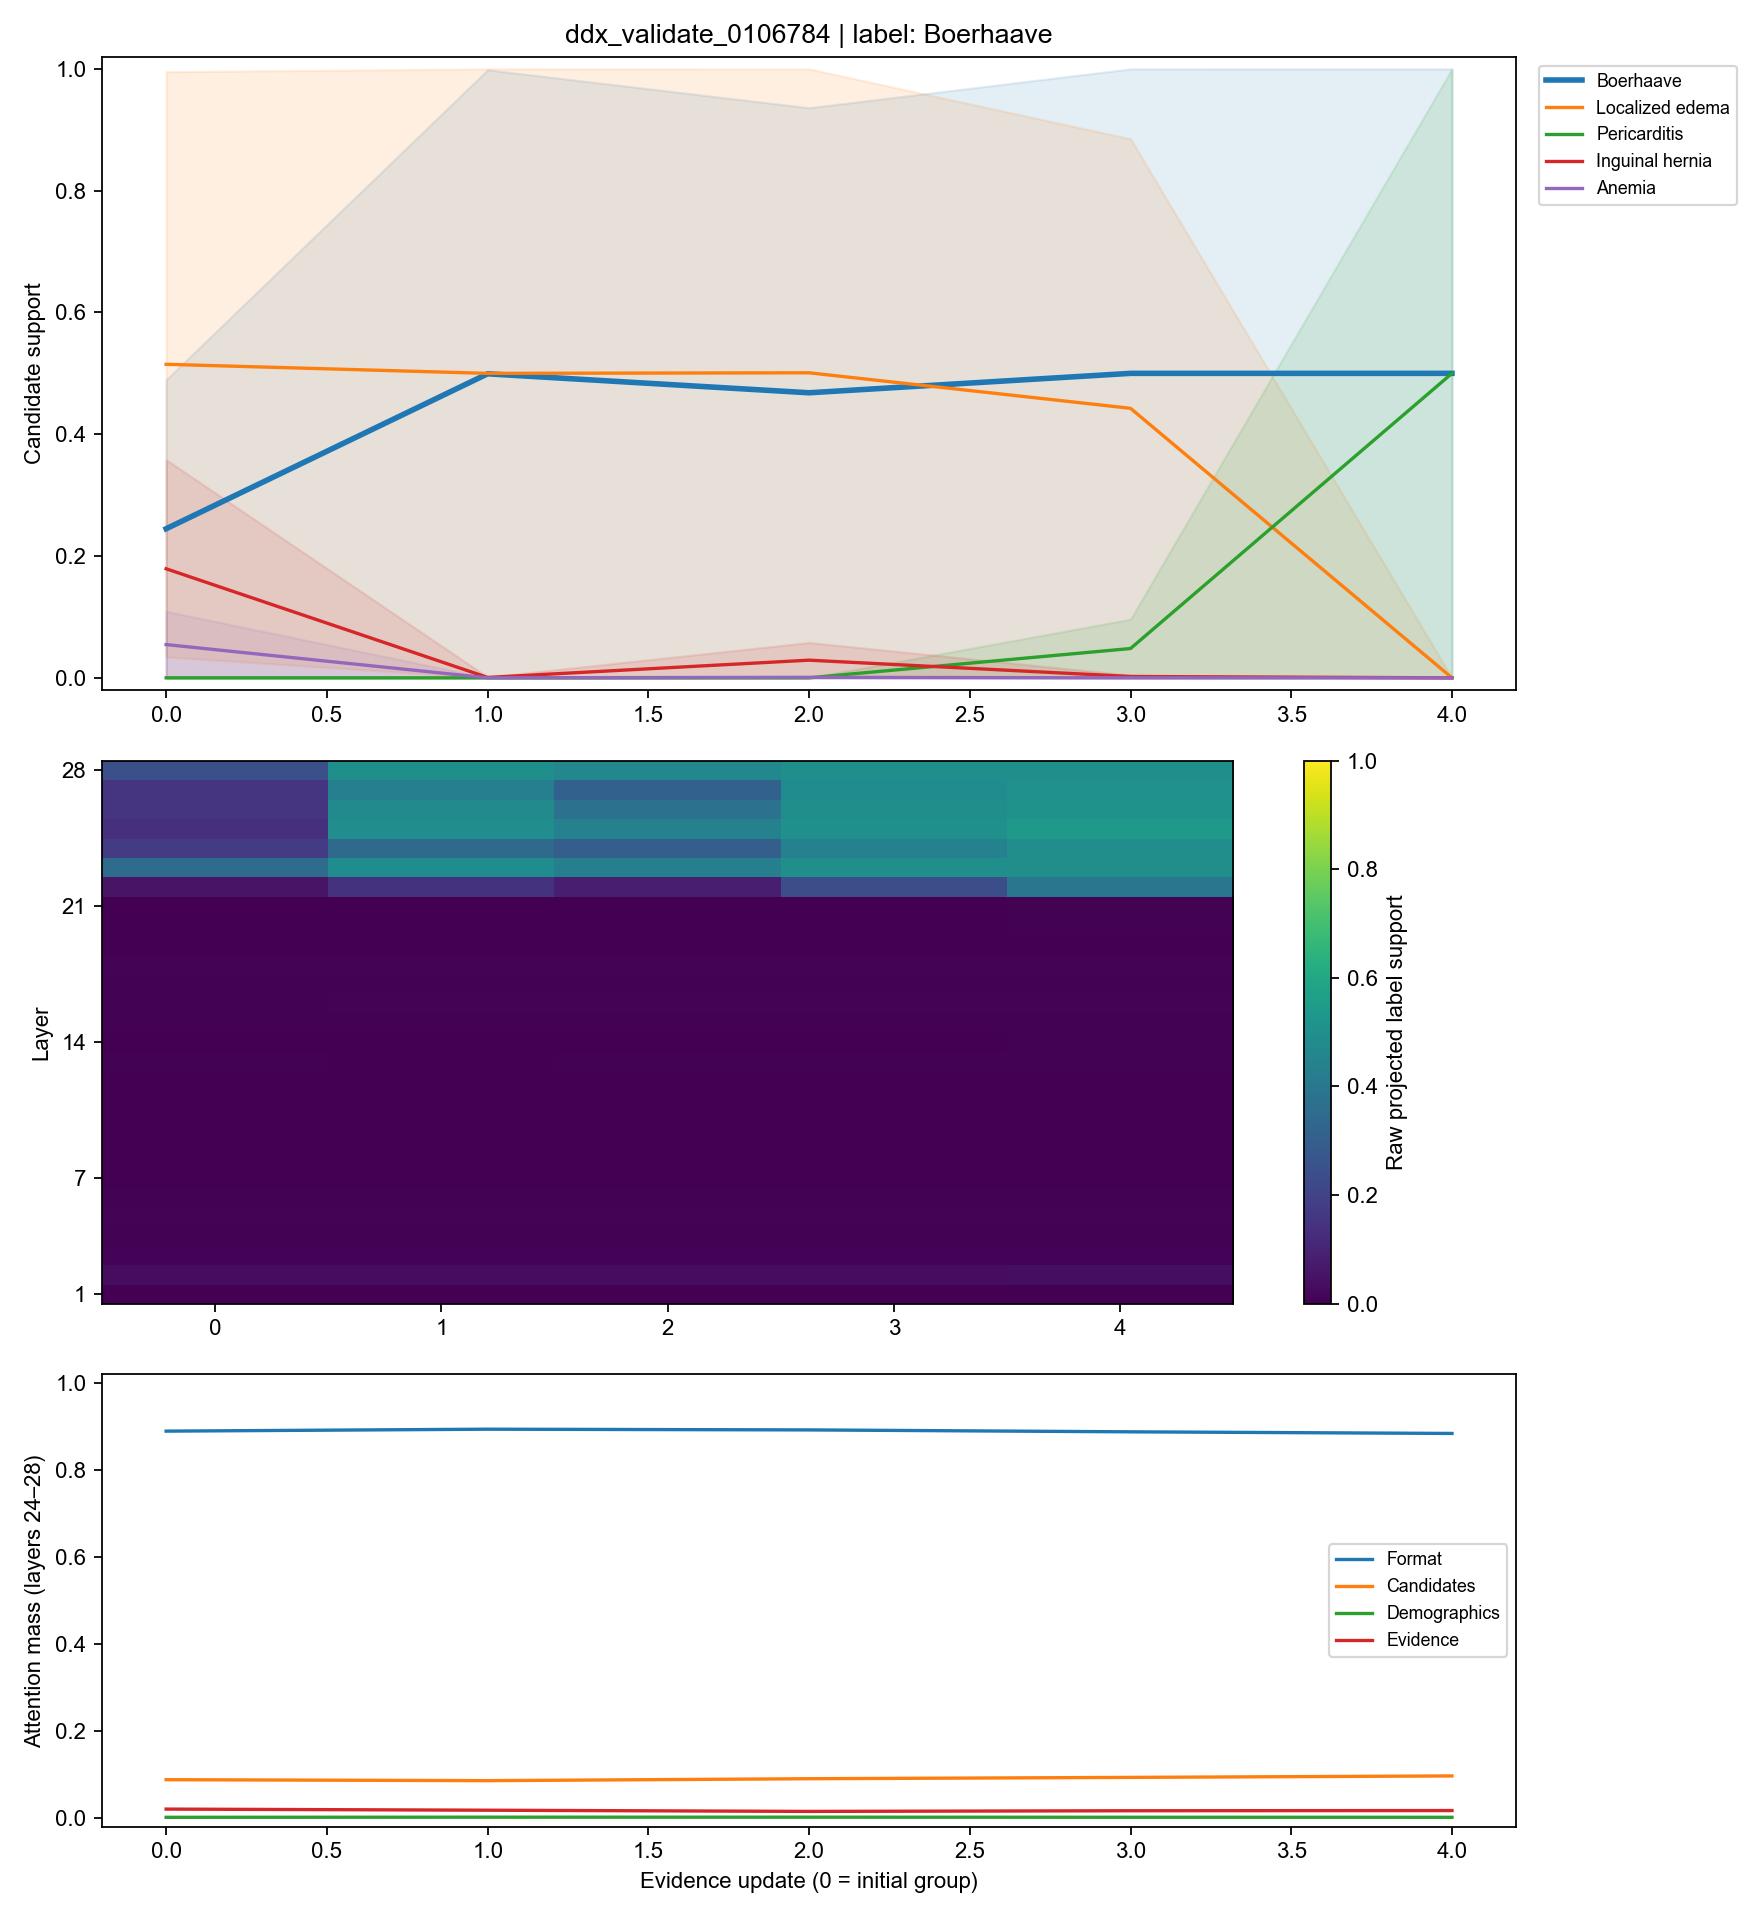 ddx_validate_0106784 | label: Boerhaave
Candidate support
1.0
0.8
0.6
0.4
0.2
0.0
0.0 0.5 1.0 1.5 2.0 2.5 3.0 3.5 4.0
Boerhaave
Localized edema
Pericarditis
Inguinal hernia
Anemia
Layer
28
21
14
7
1
0 1 2 3 4
1.0
0.8
0.6
0.4
0.2
0.0
Raw projected label support
Attention mass (layers 24–28)
1.0
0.8
0.6
0.4
0.2
0.0
Format
Candidates
Demographics
Evidence
0.0 0.5 1.0 1.5 2.0 2.5 3.0 3.5 4.0
Evidence update (0 = initial group)